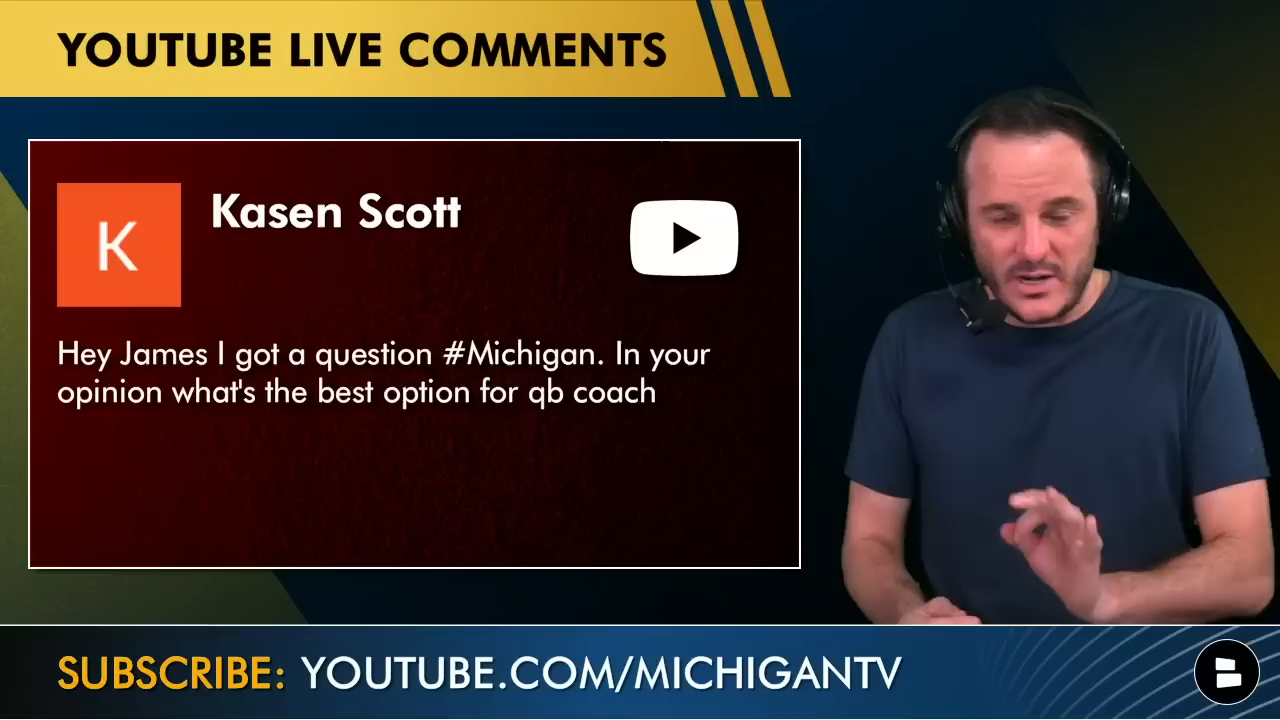 YOUTUBE LIVE COMMENTS
K
Kasen Scott
Hey James I got a question #Michigan. In your
opinion what's the best option for qb coach
SUBSCRIBE: YOUTUBE.COM/MICHIGANTV